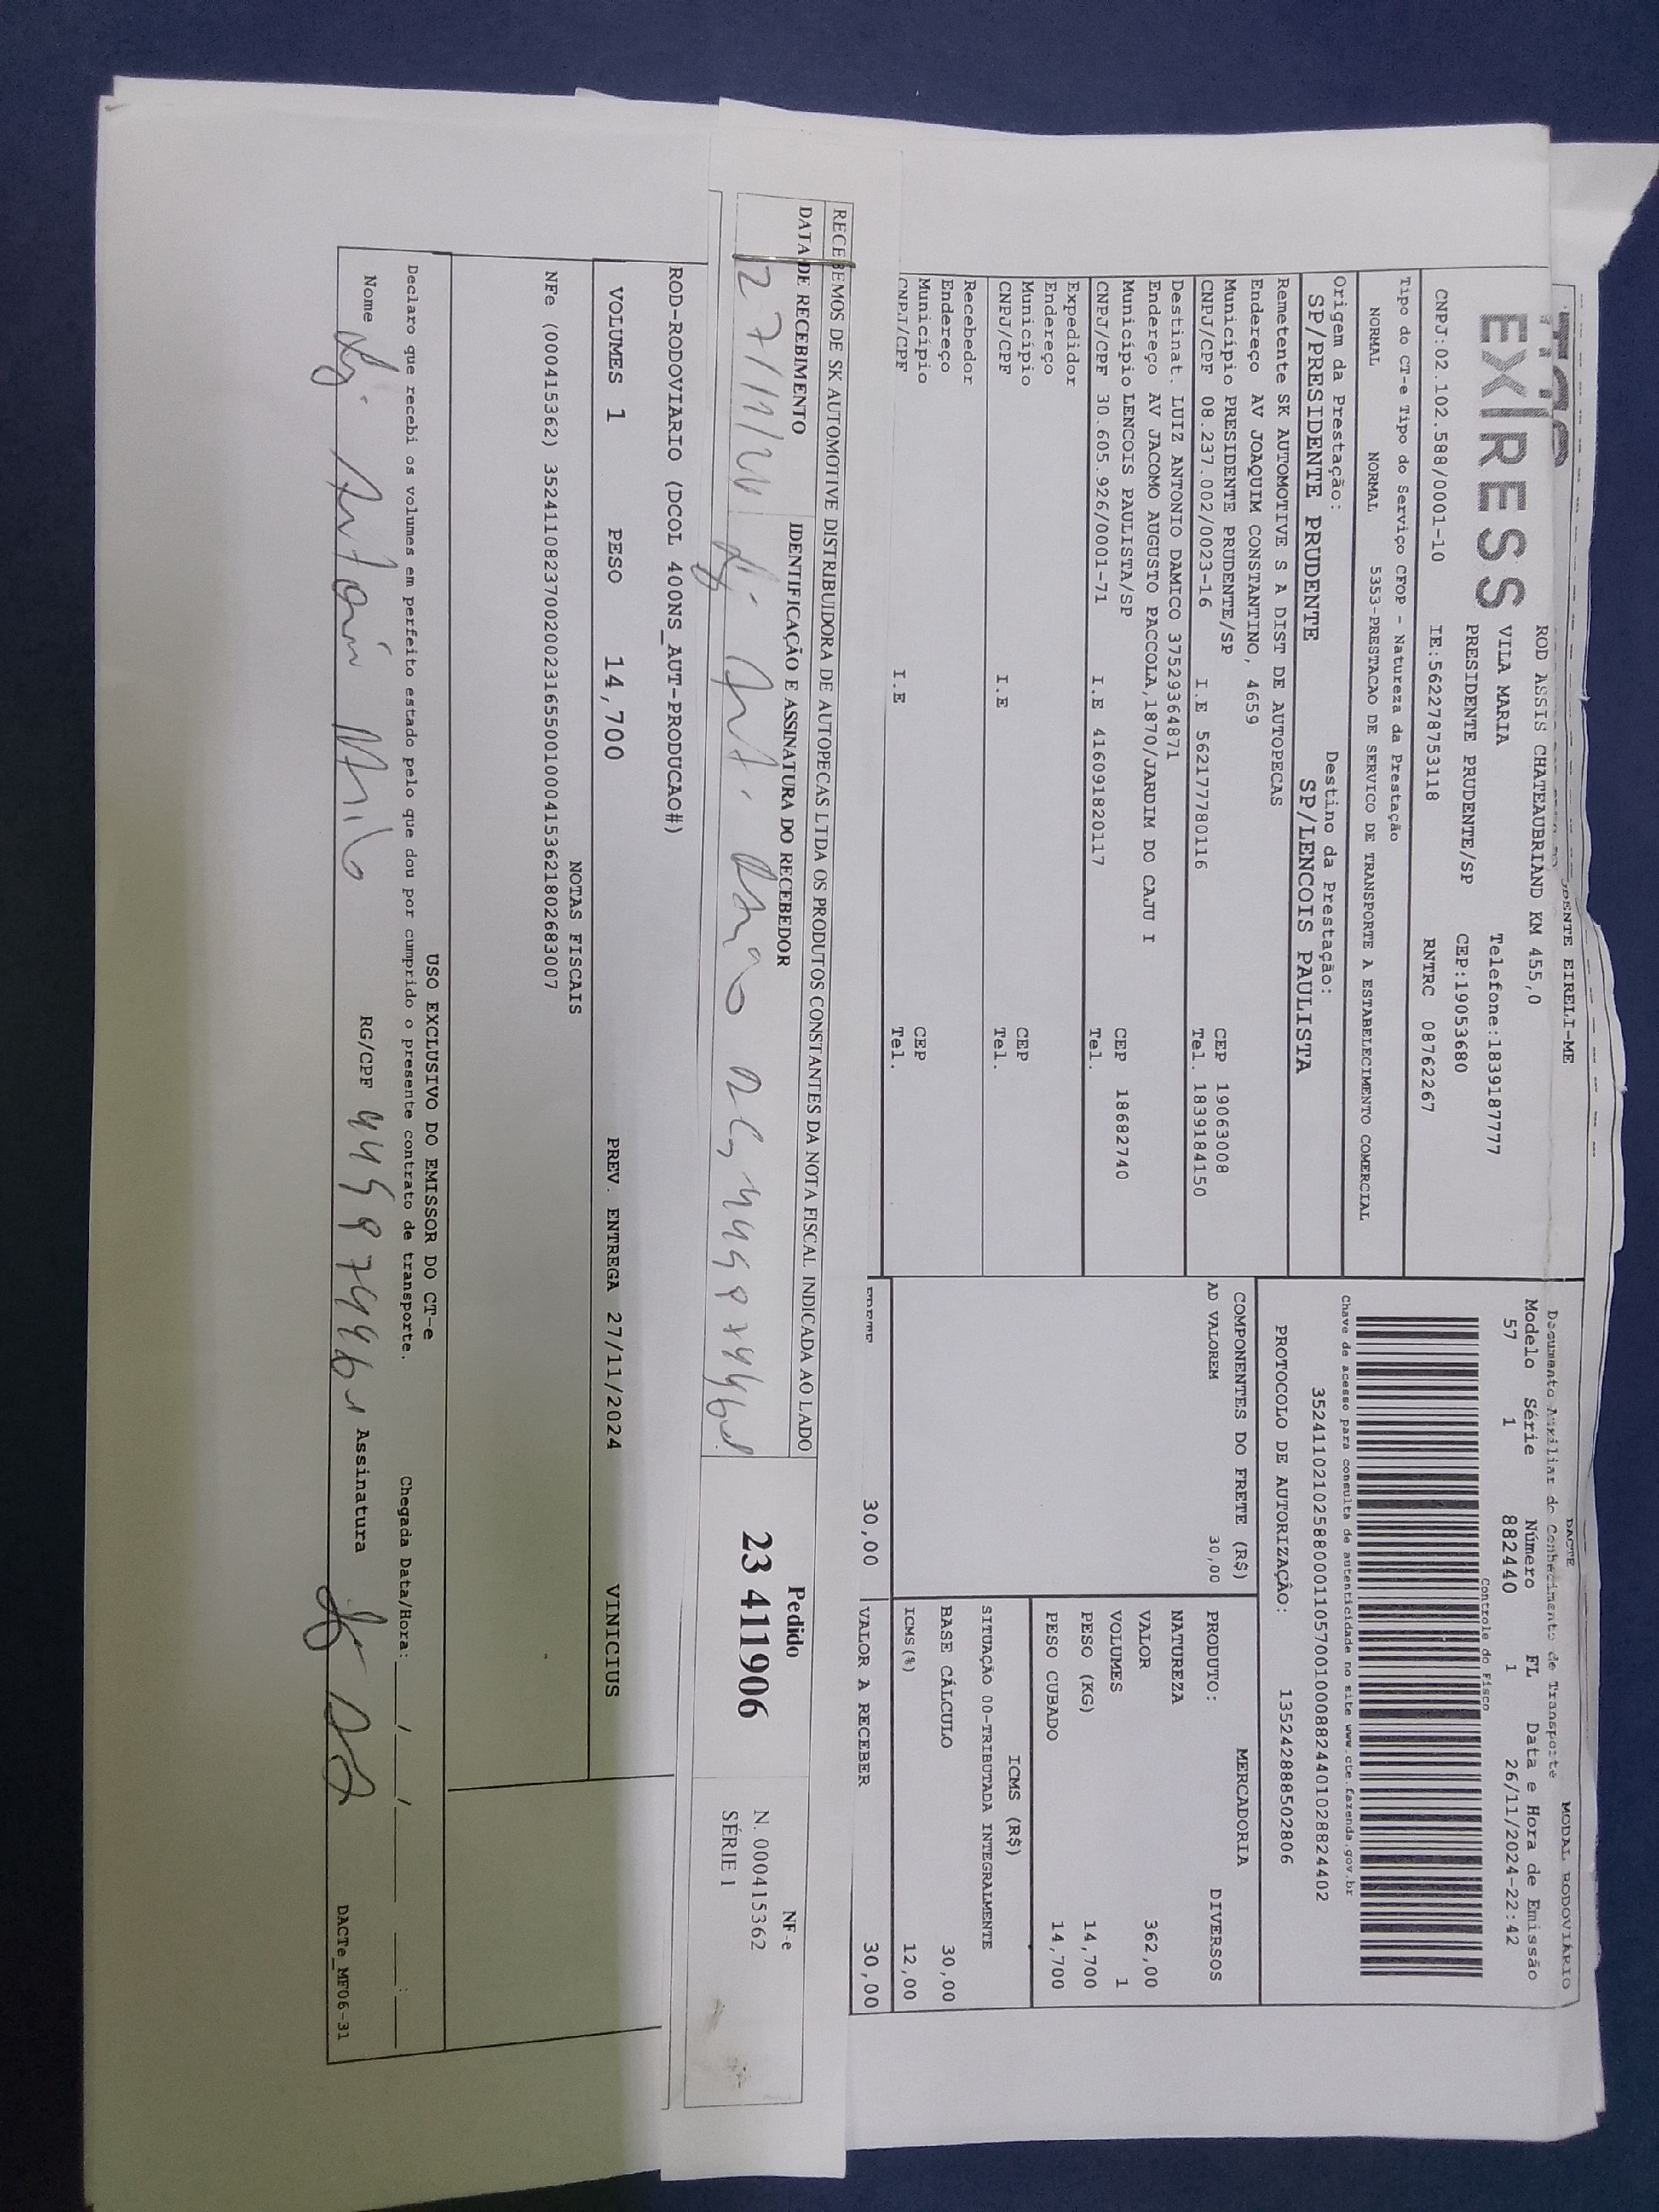 DACTE
MODAL RODOVIÁRIO
EXPRESS
ROD ASSIS CHATEAUBRIAND KM 455,0
VILA MARIA Telefone:1839187777
PRESIDENTE PRUDENTE/SP CEP:19053680
CNPJ:02.102.588/0001-10 IE:562278753118 RNTRC 08762267
Documento Auxiliar de Conhecimento de Transporte
Modelo Série Número FL Data e Hora de Emissão
57 1 882440 1 26/11/2024-22:42
Controle do Fisco
Tipo do CT-e Tipo do Serviço CFOP - Natureza da Prestação
NORMAL NORMAL 5353-PRESTACAO DE SERVICO DE TRANSPORTE A ESTABELECIMENTO COMERCIAL
Chave de acesso para consulta de autenticidade no site www.cte.fazenda.gov.br
35241102102588000110570010008824401028824402
Origem da Prestação: Destino da Prestação:
SP/PRESIDENTE PRUDENTE SP/LENCOIS PAULISTA
PROTOCOLO DE AUTORIZAÇÃO: 135242888502806
Remetente SK AUTOMOTIVE S A DIST DE AUTOPECAS
Endereço AV JOAQUIM CONSTANTINO, 4659
Município PRESIDENTE PRUDENTE/SP CEP 19063008
CNPJ/CPF 08.237.002/0023-16 I.E 562177780116 Tel. 1839184150
Destinat. LUIZ ANTONIO DAMICO 37529364871
Endereço AV JACOMO AUGUSTO PACCOLA,1870/JARDIM DO CAJU I
Município LENCOIS PAULISTA/SP CEP 18682740
CNPJ/CPF 30.605.926/0001-71 I.E 416091820117 Tel.
Expedidor
Endereço
Município CEP
CNPJ/CPF I.E Tel.
Recebedor
Endereço
Município CEP
CNPJ/CPF I.E Tel.
COMPONENTES DO FRETE (R$)
AD VALOREM 30,00
MERCADORIA
PRODUTO: DIVERSOS
NATUREZA
VALOR 362,00
VOLUMES 1
PESO (KG) 14,700
PESO CUBADO 14,700
ICMS (R$)
SITUAÇÃO 00-TRIBUTADA INTEGRALMENTE
BASE CÁLCULO 30,00
ICMS(%) 12,00
FRETE 30,00 VALOR A RECEBER 30,00
RECEBEMOS DE SK AUTOMOTIVE DISTRIBUIDORA DE AUTOPECAS LTDA OS PRODUTOS CONSTANTES DA NOTA FISCAL INDICADA AO LADO
DATA DE RECEBIMENTO IDENTIFICAÇÃO E ASSINATURA DO RECEBEDOR
27/11/24
Pedido
23 411906
NF-e
N. 000415362
SÉRIE 1
ROD-RODOVIARIO (DCOL 400NS_AUT-PRODUCAO#)
VOLUMES 1 PESO 14,700 PREV. ENTREGA 27/11/2024 VINICIUS
NOTAS FISCAIS
NFe (000415362) 35241108237002002316550010004153621802683007
USO EXCLUSIVO DO EMISSOR DO CT-e
Declaro que recebi os volumes em perfeito estado pelo que dou por cumprido o presente contrato de transporte. Chegada Data/Hora:____/____/____ ____:____
Nome RG/CPF Assinatura
DACTe_MF06-31